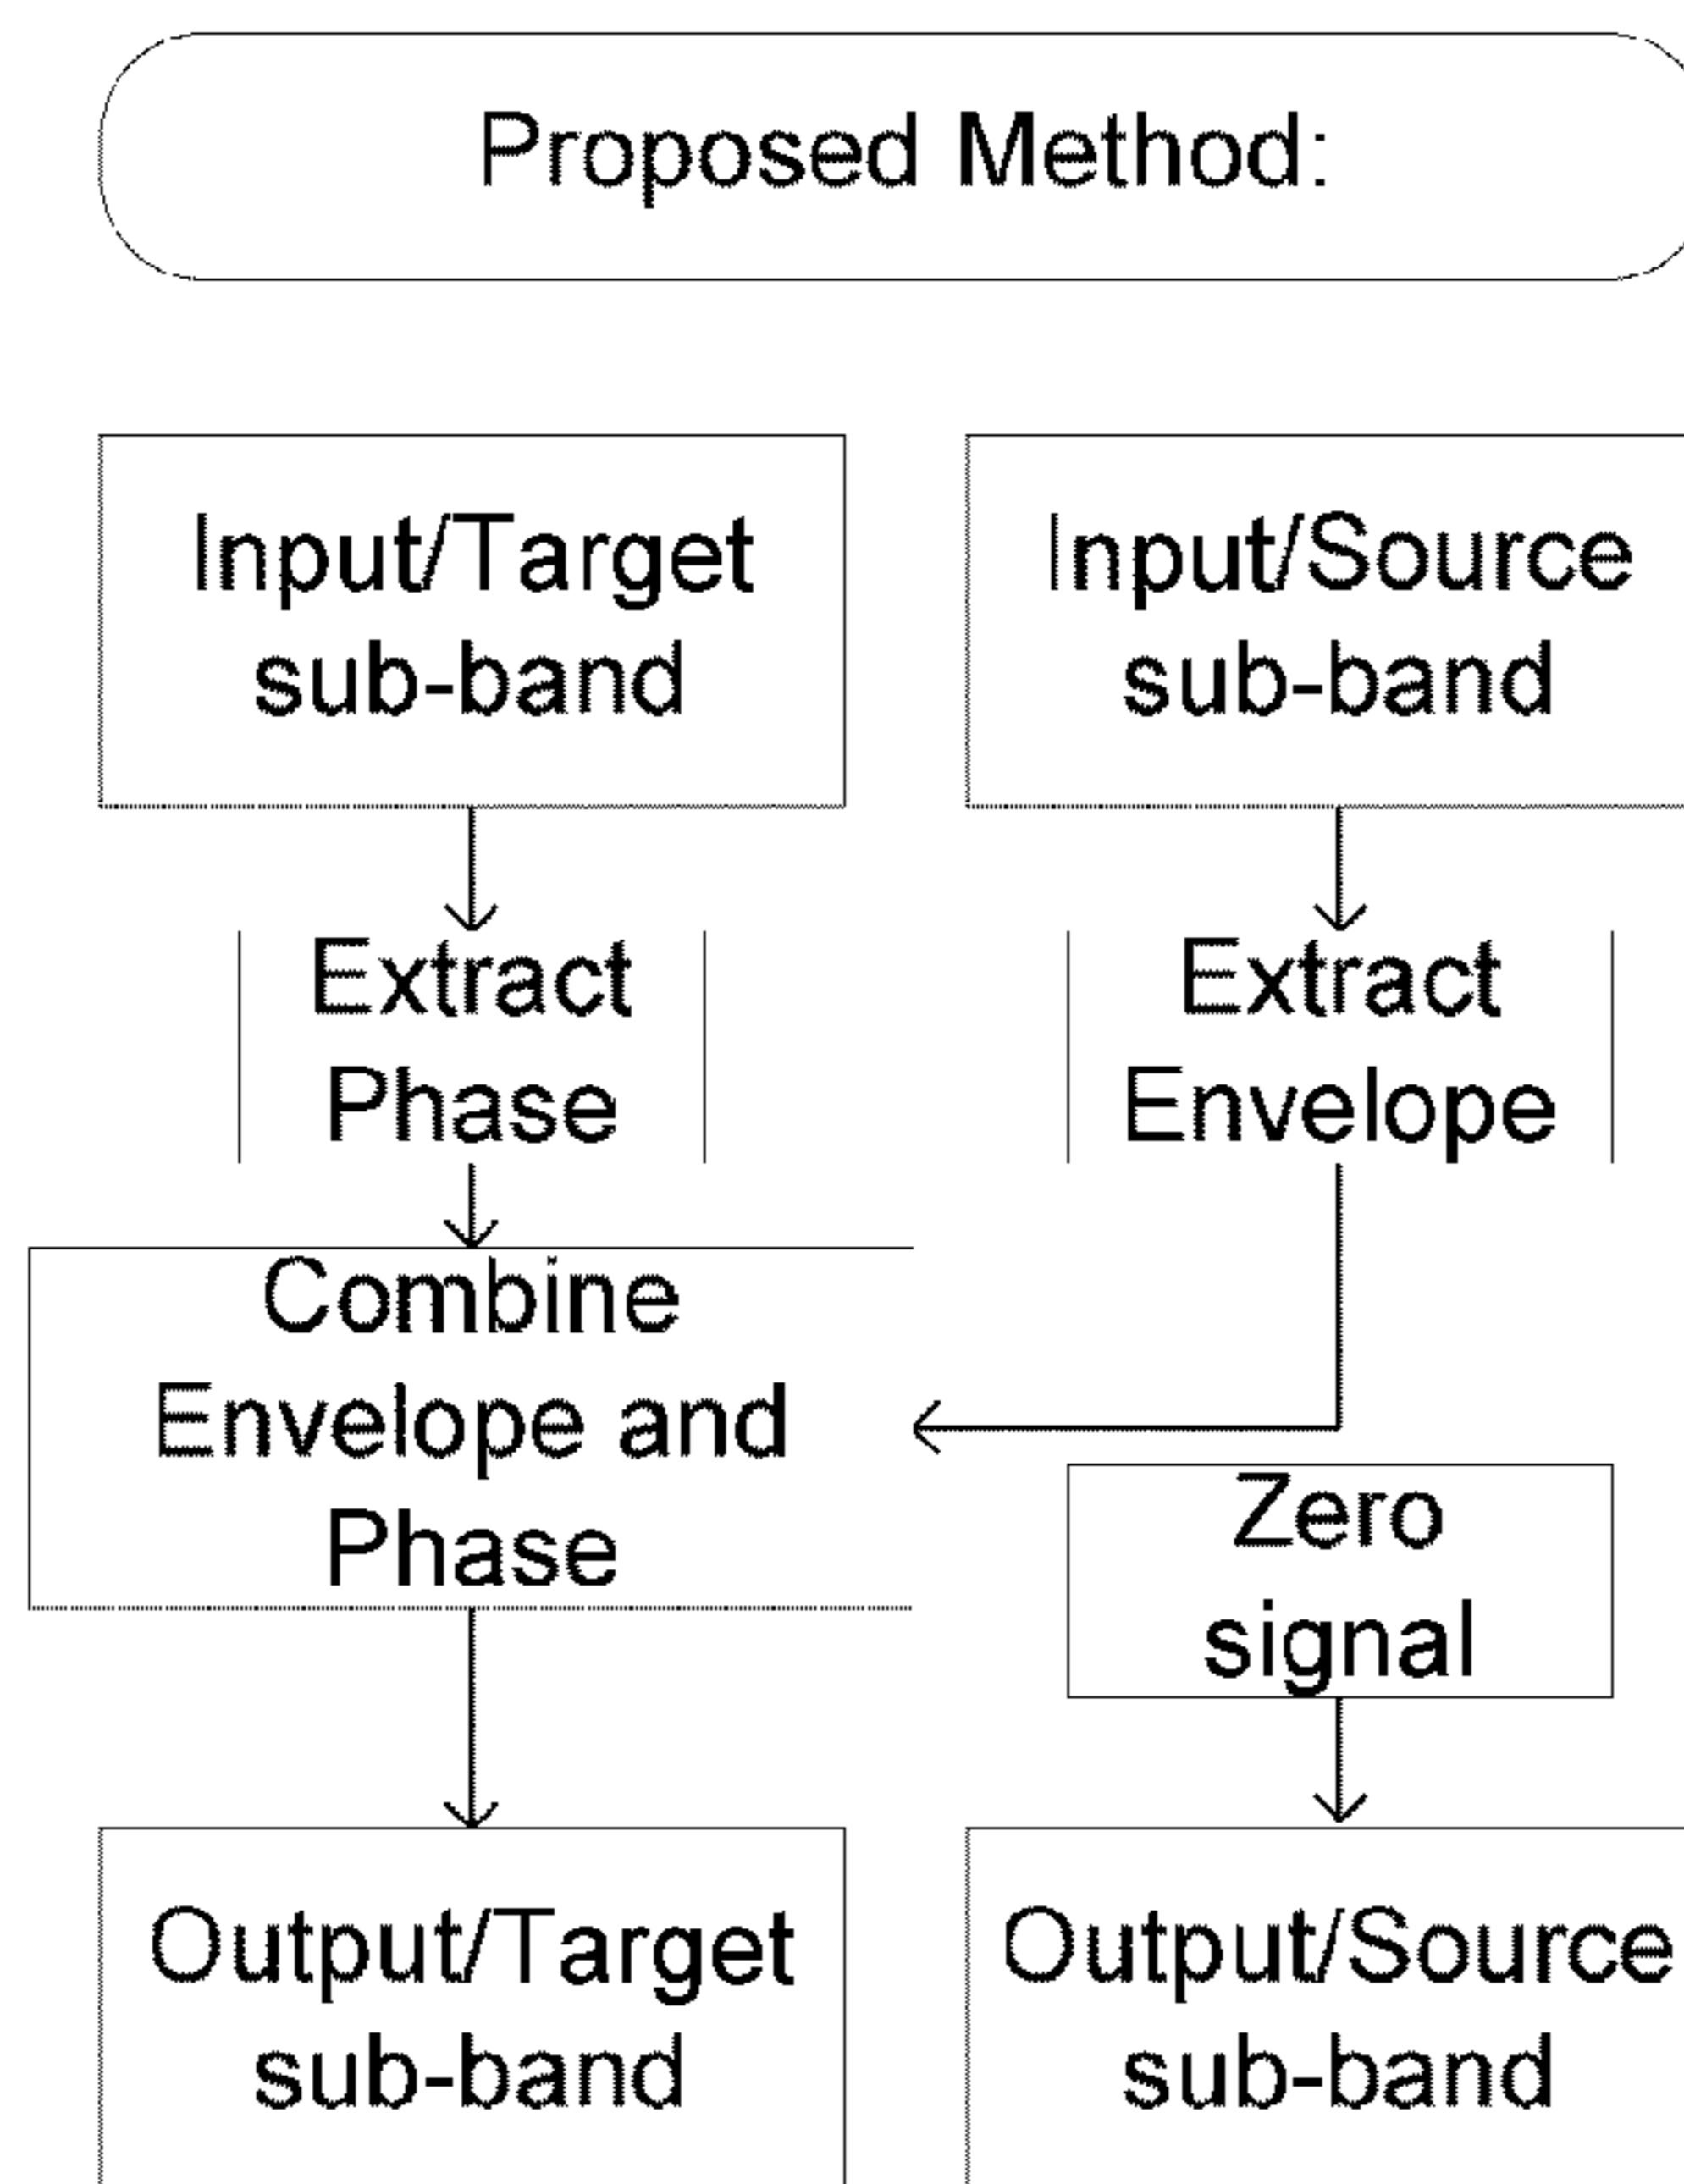 Proposed Method:
Input/Target
sub-band
Input/Source
sub-band
Extract
Phase
Extract
Envelope
Combine
Envelope and
Phase
Zero
signal
Output/Target
sub-band
Output/Source
sub-band